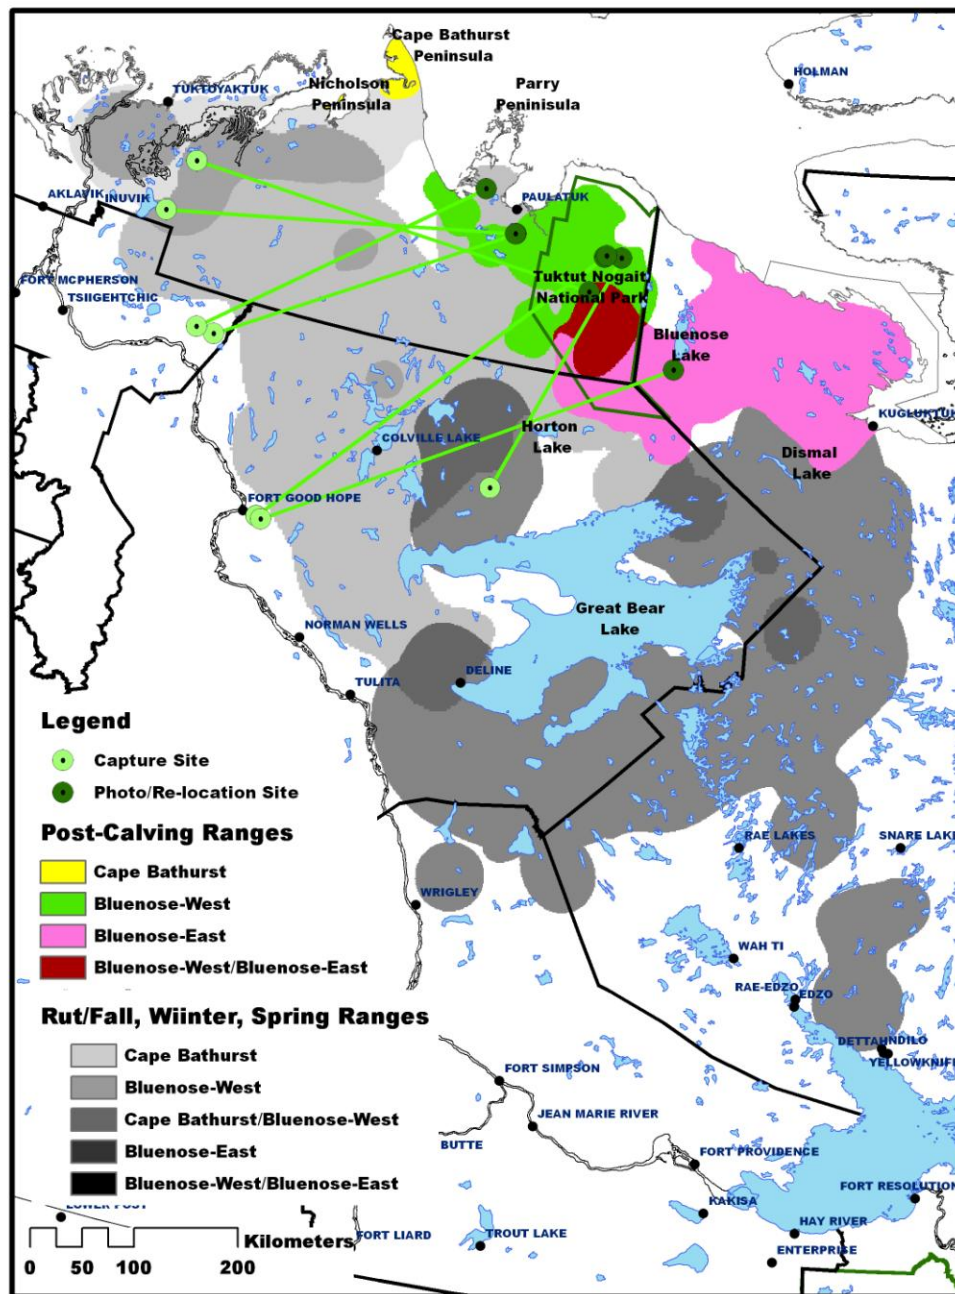 Cape Bathurst
Peninsula
HOLMAN
TUKTOYAKTUK
Nicholson
Peninsula
Parry
Peninisula
AKLAVIK
INUVIK
PAULATUK
FORT MCPHERSON
TSIIGEHTCHIC
Tuktut Nogait
National Park
Bluenose
Lake
KUGLUKTUK
Horton
Lake
COLVILLE LAKE
Dismal
Lake
FORT GOOD HOPE
Great Bear
Lake
NORMAN WELLS
TULITA
DELINE
Legend
Capture Site
Photo/Re-location Site
Post-Calving Ranges
Cape Bathurst
Bluenose-West
Bluenose-East
Bluenose-West/Bluenose-East
RAE LAKES
SNARE LAKE
WRIGLEY
WAH TI
RAE-EDZO
EDZO
DETTAH
NDILO
YELLOWKNIFE
Rut/Fall, Wiinter, Spring Ranges
Cape Bathurst
Bluenose-West
Cape Bathurst/Bluenose-West
Bluenose-East
Bluenose-West/Bluenose-East
FORT SIMPSON
JEAN MARIE RIVER
BUTTE
FORT PROVIDENCE
FORT RESOLUTION
KAKISA
HAY RIVER
ENTERPRISE
LOWER POST
FORT LIARD
TROUT LAKE
Kilometers
0 50 100 200